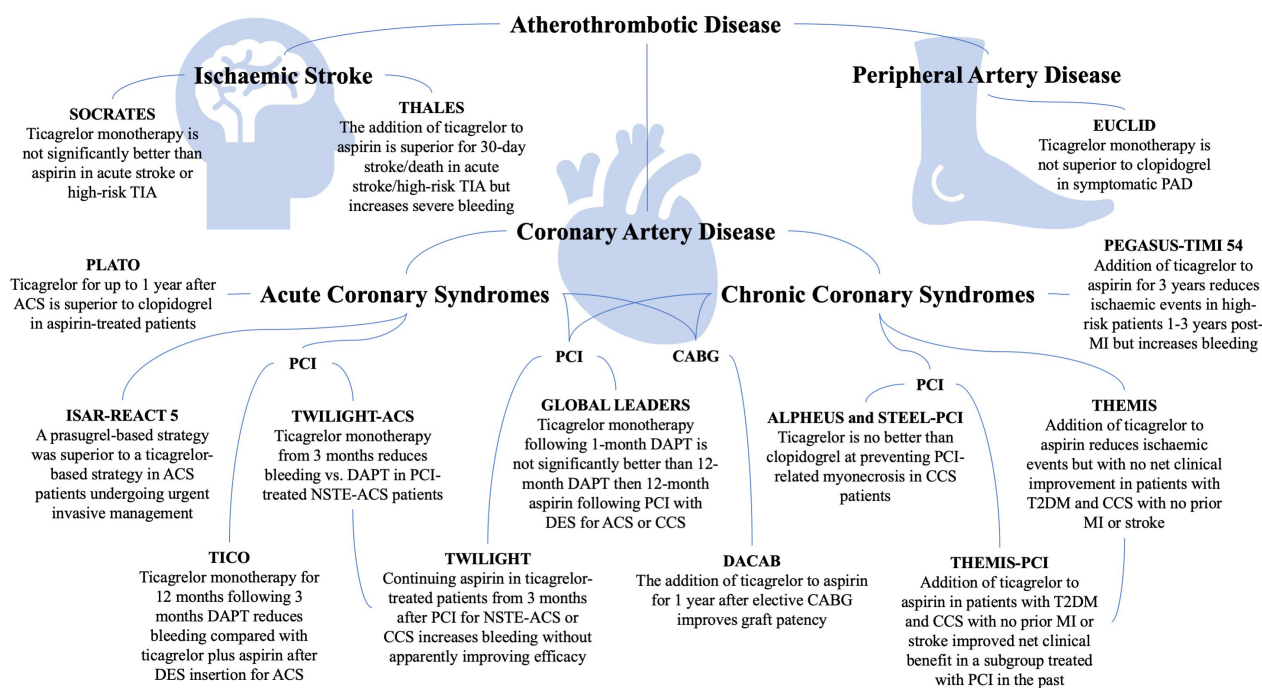 Atherothrombotic Disease
Ischaemic Stroke
Peripheral Artery Disease
SOCRATES
Ticagrelor monotherapy is
not significantly better than
aspirin in acute stroke or
high-risk TIA
THALES
The addition of ticagrelor to
aspirin is superior for 30-day
stroke/death in acute
stroke/high-risk TIA but
increases severe bleeding
EUCLID
Ticagrelor monotherapy is
not superior to clopidogrel
in symptomatic PAD
Coronary Artery Disease
PLATO
Ticagrelor for up to 1 year after
ACS is superior to clopidogrel
in aspirin-treated patients
Acute Coronary Syndromes
Chronic Coronary Syndromes
PEGASUS-TIMI 54
Addition of ticagrelor to
aspirin for 3 years reduces
ischaemic events in high-
risk patients 1-3 years post-
MI but increases bleeding
PCI
PCI
CABG
PCI
ISAR-REACT 5
A prasugrel-based strategy
was superior to a ticagrelor-
based strategy in ACS
patients undergoing urgent
invasive management
TWILIGHT-ACS
Ticagrelor monotherapy
from 3 months reduces
bleeding vs. DAPT in PCI-
treated NSTE-ACS patients
GLOBAL LEADERS
Ticagrelor monotherapy
following 1-month DAPT is
not significantly better than 12-
month DAPT then 12-month
aspirin following PCI with
DES for ACS or CCS
ALPHEUS and STEEL-PCI
Ticagrelor is no better than
clopidogrel at preventing PCI-
related myonecrosis in CCS
patients
THEMIS
Addition of ticagrelor to
aspirin reduces ischaemic
events but with no net clinical
improvement in patients with
T2DM and CCS with no prior
MI or stroke
TICO
Ticagrelor monotherapy for
12 months following 3
months DAPT reduces
bleeding compared with
ticagrelor plus aspirin after
DES insertion for ACS
TWILIGHT
Continuing aspirin in ticagrelor-
treated patients from 3 months
after PCI for NSTE-ACS or
CCS increases bleeding without
apparently improving efficacy
DACAB
The addition of ticagrelor to aspirin
for 1 year after elective CABG
improves graft patency
THEMIS-PCI
Addition of ticagrelor to
aspirin in patients with T2DM
and CCS with no prior MI or
stroke improved net clinical
benefit in a subgroup treated
with PCI in the past